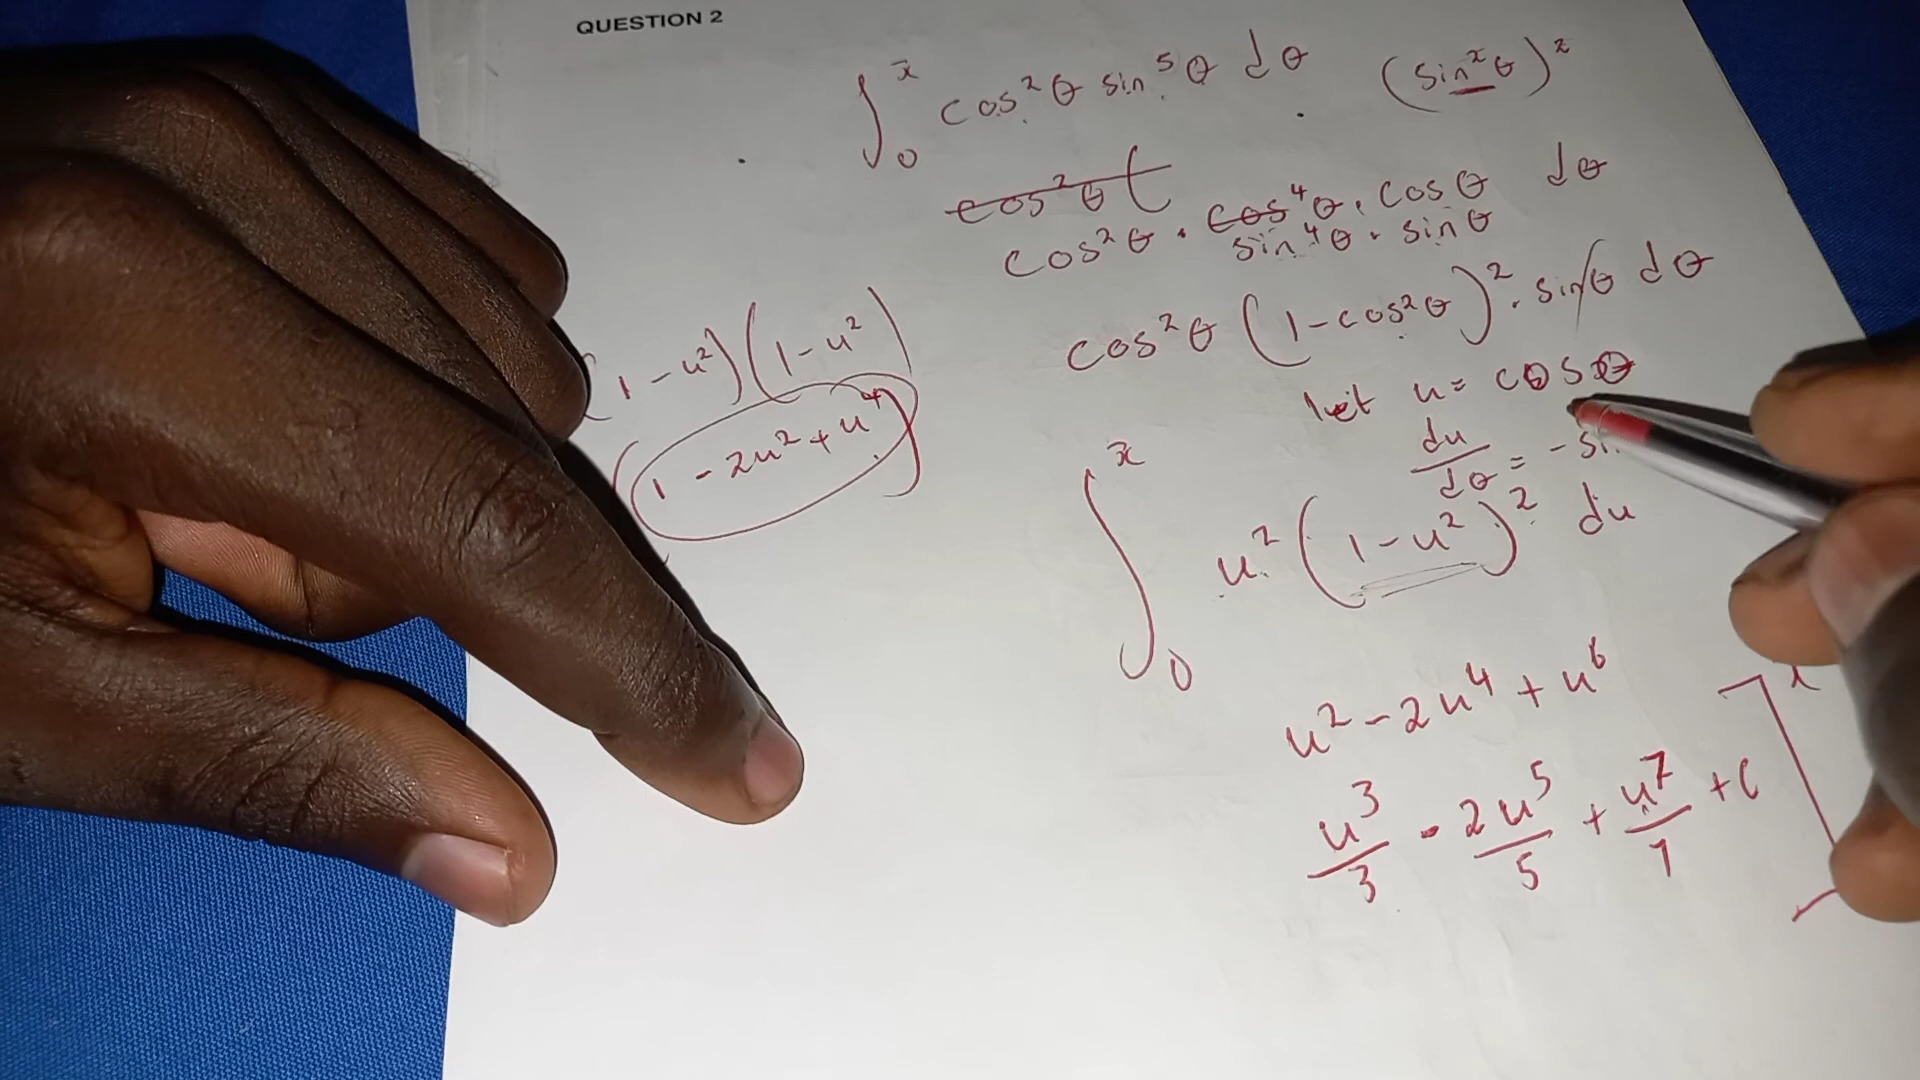 QUESTION 2
∫₀^π cos²θ sin⁵θ dθ
(sin²θ)²
cos²θ (
cos²θ · cos⁴θ · cosθ dθ
sin⁴θ · sinθ
cos²θ (1-cos²θ)² · sinθ dθ
let u = cosθ
du/dθ =
(1-u²)(1-u²)
(1 - 2u² + u⁴)
∫₀^π u² (1-u²)² du
u² - 2u⁴ + u⁶
u³/3 - 2u⁵/5 + u⁷/7 + c ]